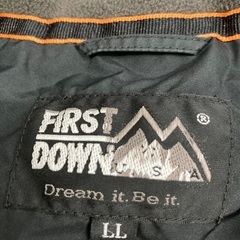 FIRST
DOWN
®
USA
Dream it. Be it.
LL